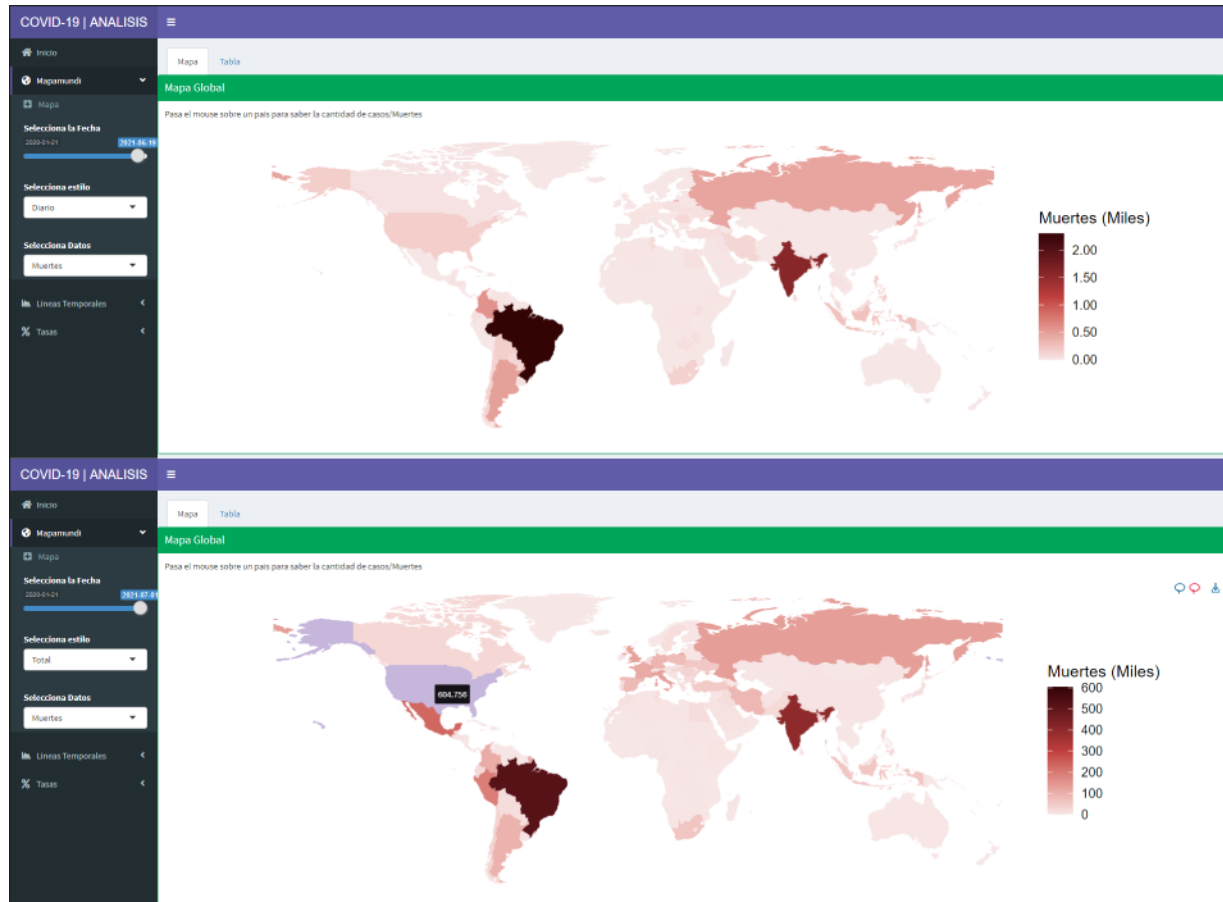 COVID-19 | ANALISIS
Inicio
Mapa Tabla
Mapamundi
Mapa Global
Mapa
Pasa el mouse sobre un pais para saber la cantidad de casos/Muertes
Selecciona la Fecha
2020-01-21 2021-06-19
Selecciona estilo
Diario
Selecciona Datos
Muertes
Lineas Temporales
Tasas
Muertes (Miles)
2.00
1.50
1.00
0.50
0.00
COVID-19 | ANALISIS
Inicio
Mapa Tabla
Mapamundi
Mapa Global
Mapa
Pasa el mouse sobre un pais para saber la cantidad de casos/Muertes
Selecciona la Fecha
2020-01-21 2021-07-01
Selecciona estilo
Total
Selecciona Datos
Muertes
Lineas Temporales
Tasas
604.756
Muertes (Miles)
600
500
400
300
200
100
0